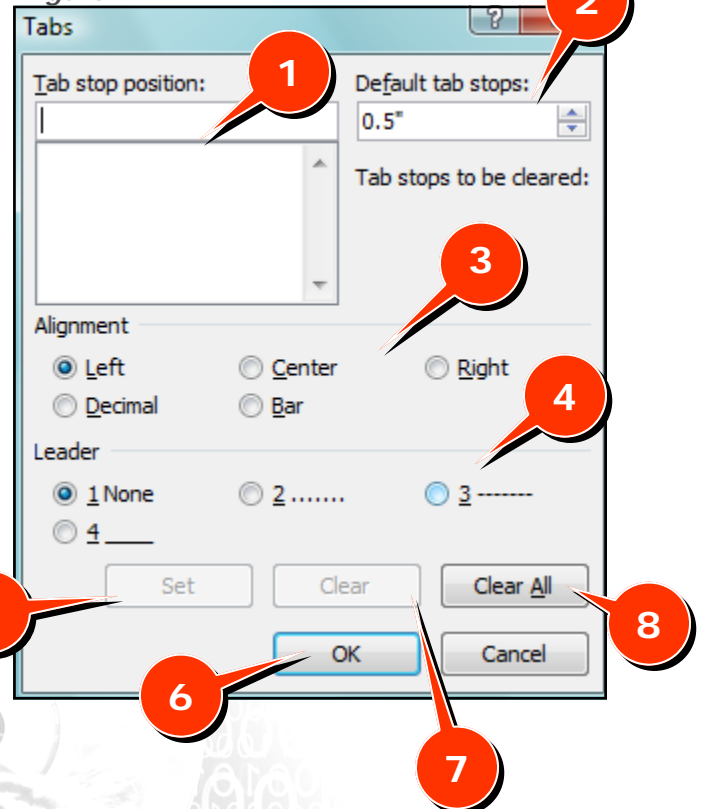 Tabs
2
1
Tab stop position:
Default tab stops:
0.5"
Tab stops to be cleared:
3
Alignment
Left
Center
Right
Decimal
Bar
4
Leader
1 None
2 .......
3 -------
4 ____
Set
Clear
Clear All
8
OK
Cancel
6
7